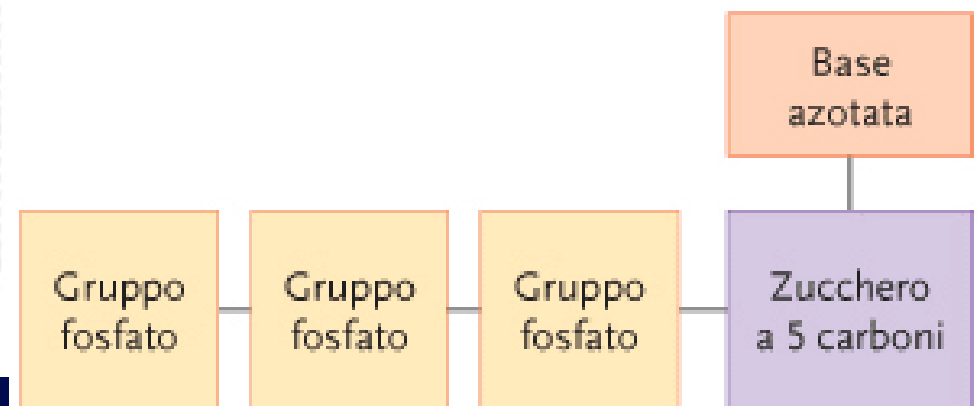 Base
azotata
Gruppo
fosfato
Gruppo
fosfato
Gruppo
fosfato
Zucchero
a 5 carboni